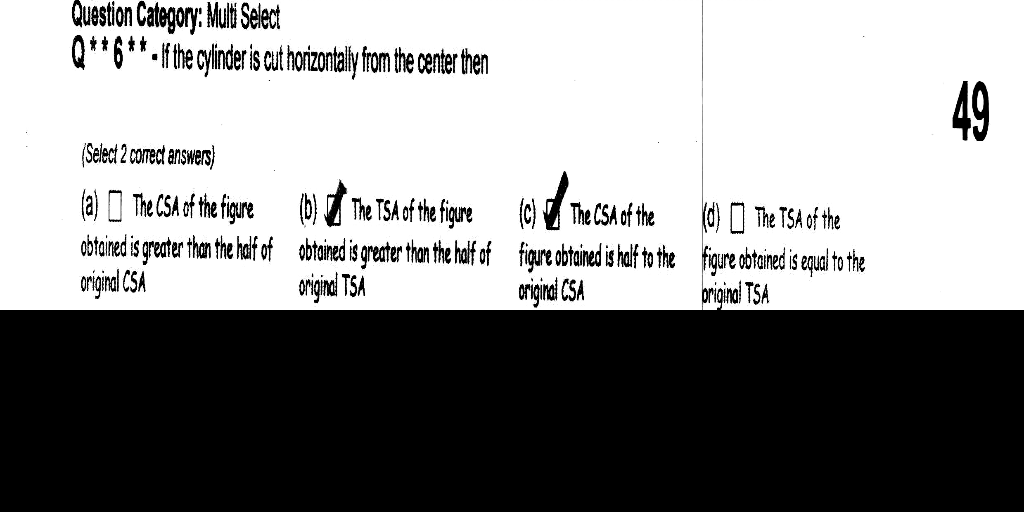 Question Category: Multi Select
Q**6** - If the cylinder is cut horizontally from the center then
49
(Select 2 correct answers)
(a) The CSA of the figure obtained is greater than the half of original CSA
(b) The TSA of the figure obtained is greater than the half of original TSA
(c) The CSA of the figure obtained is half to the original CSA
(d) The TSA of the figure obtained is equal to the original TSA